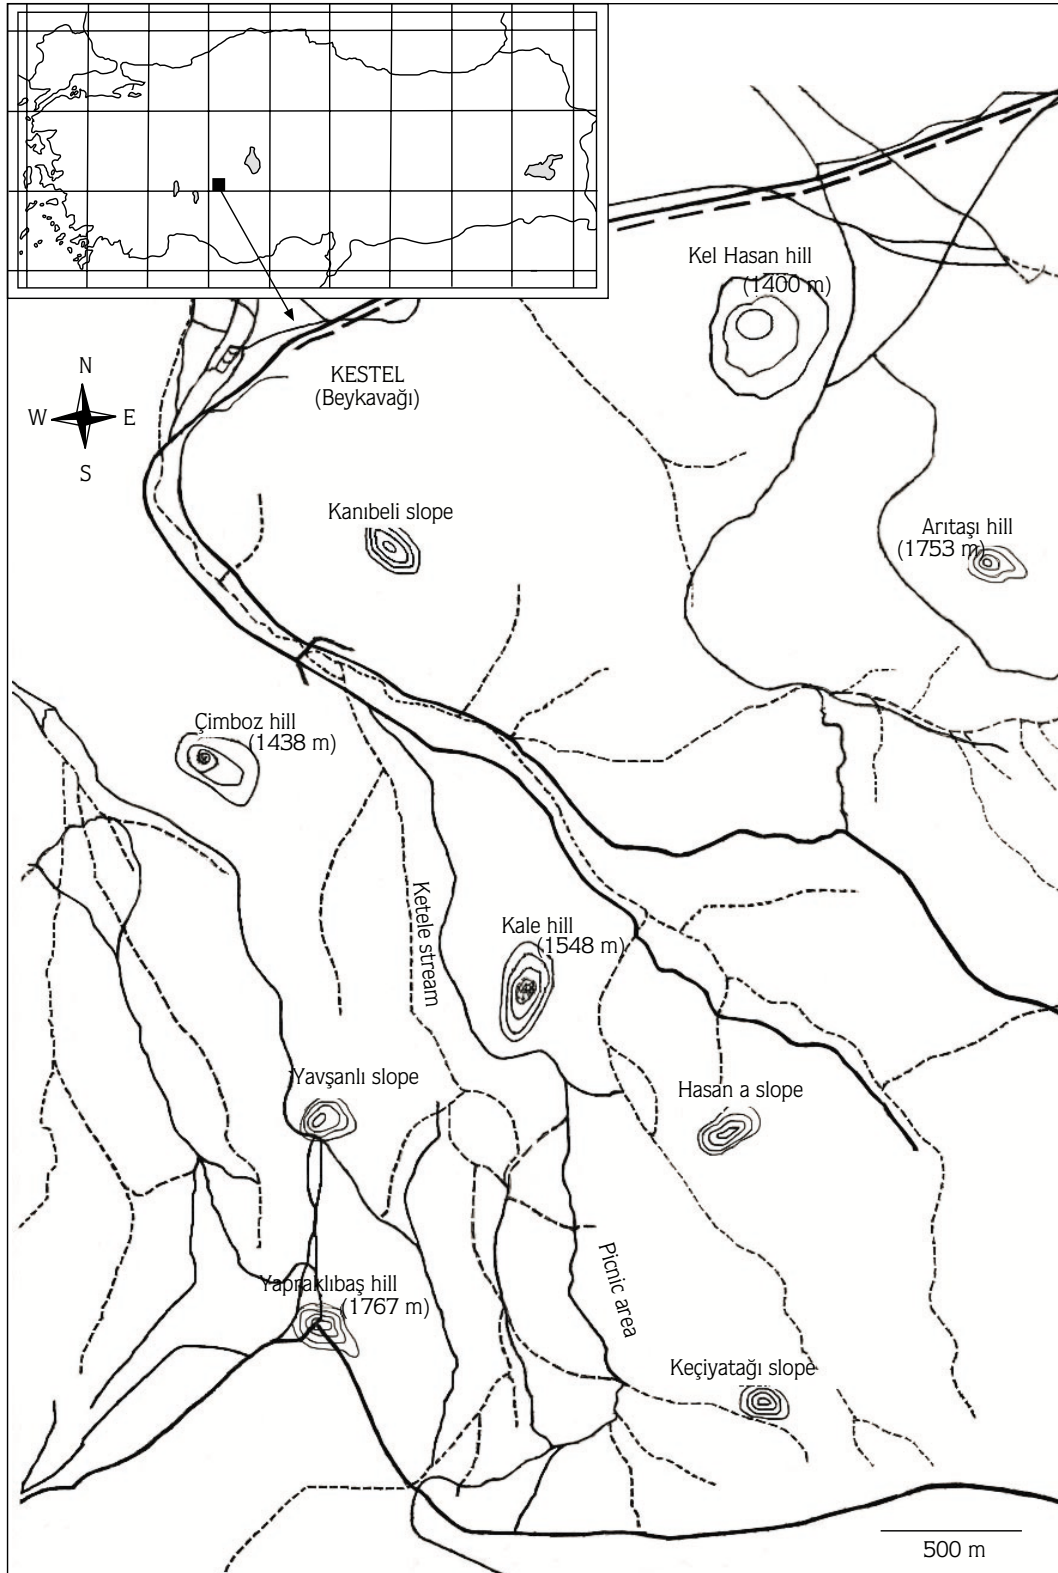 Kel Hasan hill
(1400 m)
N
W
E
S
KESTEL
(Beykavağı)
Kanıbeli slope
Arıtaşı hill
(1753 m)
Çimboz hill
(1438 m)
Ketele stream
Kale hill
(1548 m)
Yavşanlı slope
Hasan a slope
Picnic area
Yapraklıbaş hill
(1767 m)
Keçiyatağı slope
500 m